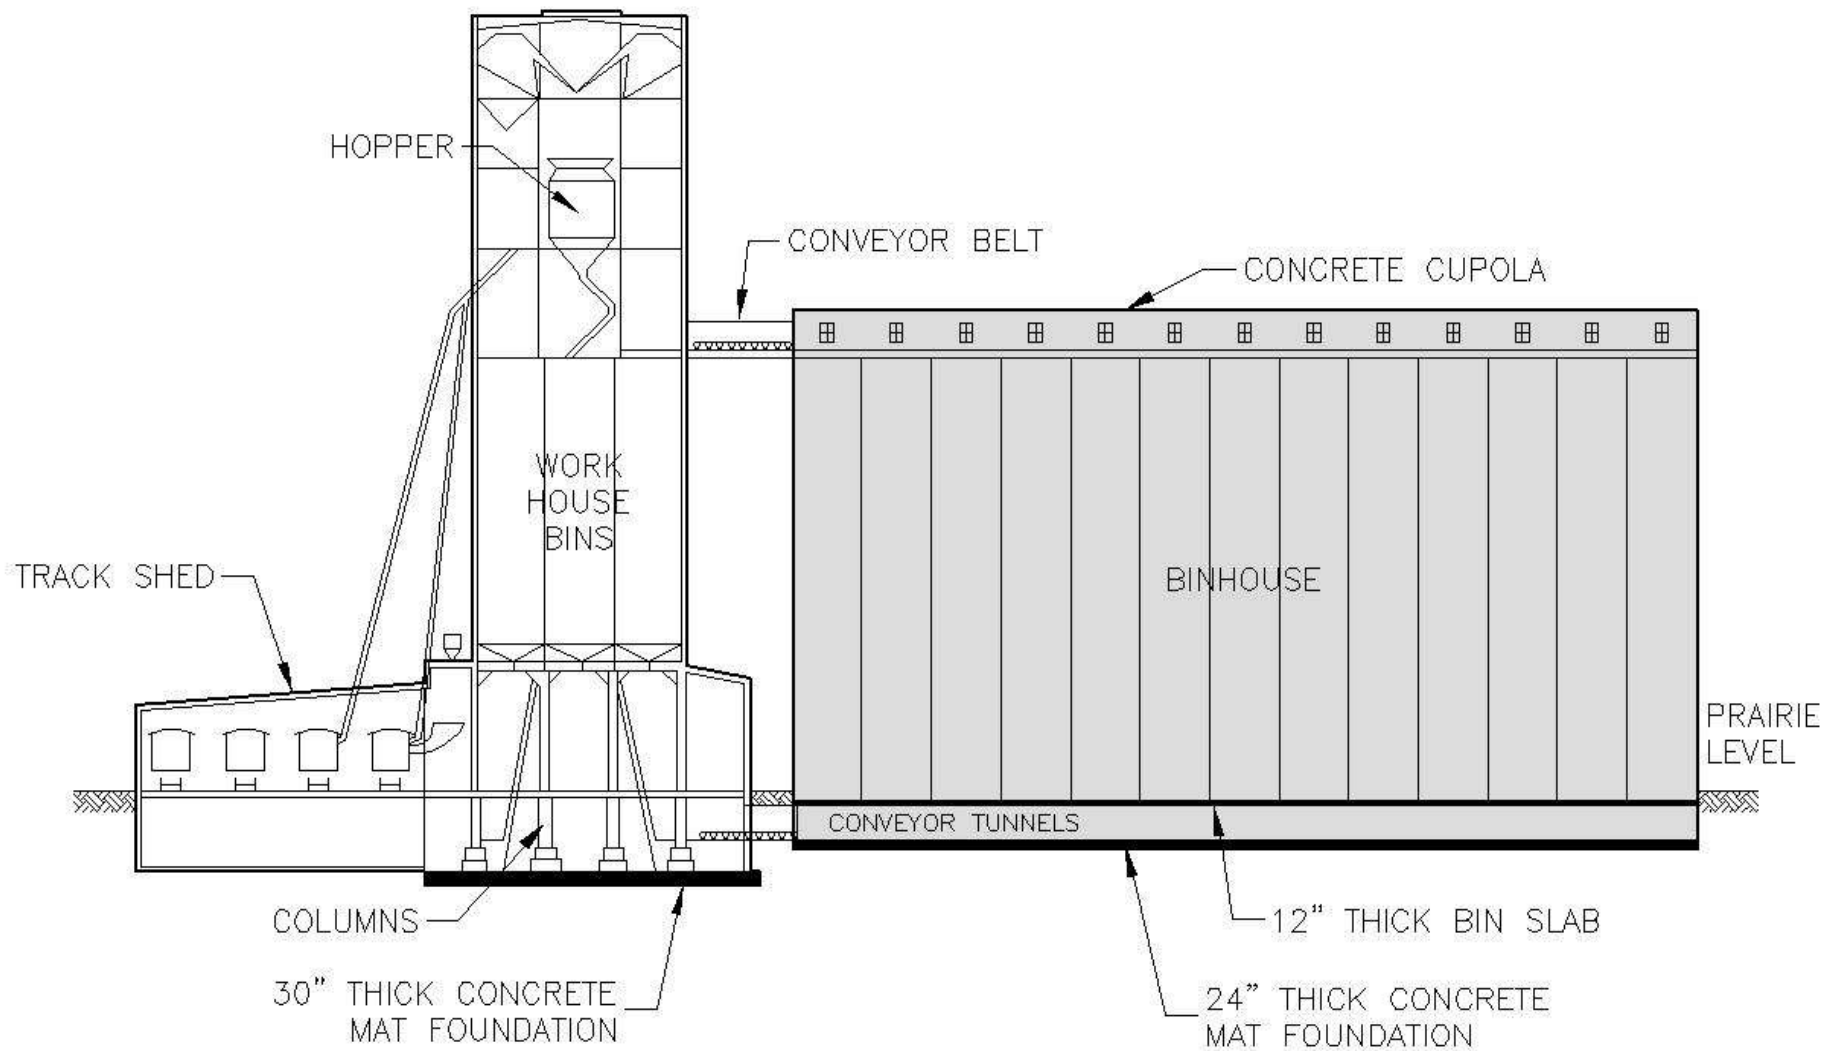 HOPPER
CONVEYOR BELT
CONCRETE CUPOLA
WORK
HOUSE
BINS
TRACK SHED
BINHOUSE
PRAIRIE
LEVEL
CONVEYOR TUNNELS
COLUMNS
12" THICK BIN SLAB
30" THICK CONCRETE
MAT FOUNDATION
24" THICK CONCRETE
MAT FOUNDATION